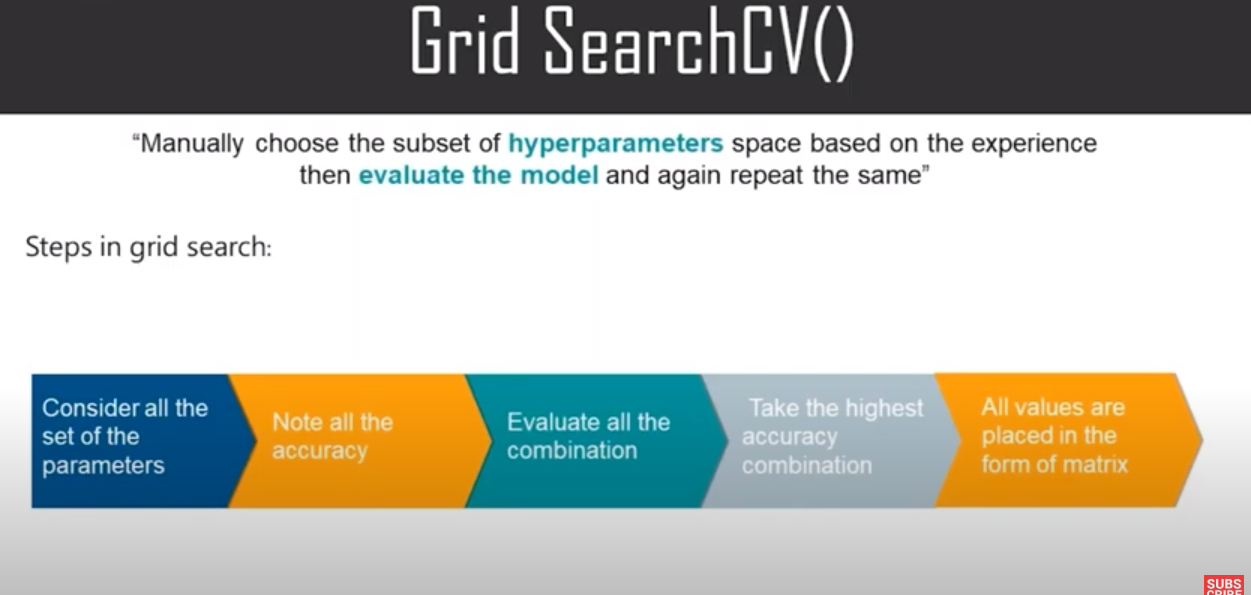 Grid SearchCV()
“Manually choose the subset of hyperparameters space based on the experience
then evaluate the model and again repeat the same”
Steps in grid search:
Consider all the
set of the
parameters
Note all the
accuracy
Evaluate all the
combination
Take the highest
accuracy
combination
All values are
placed in the
form of matrix
SUBS
CRIBE